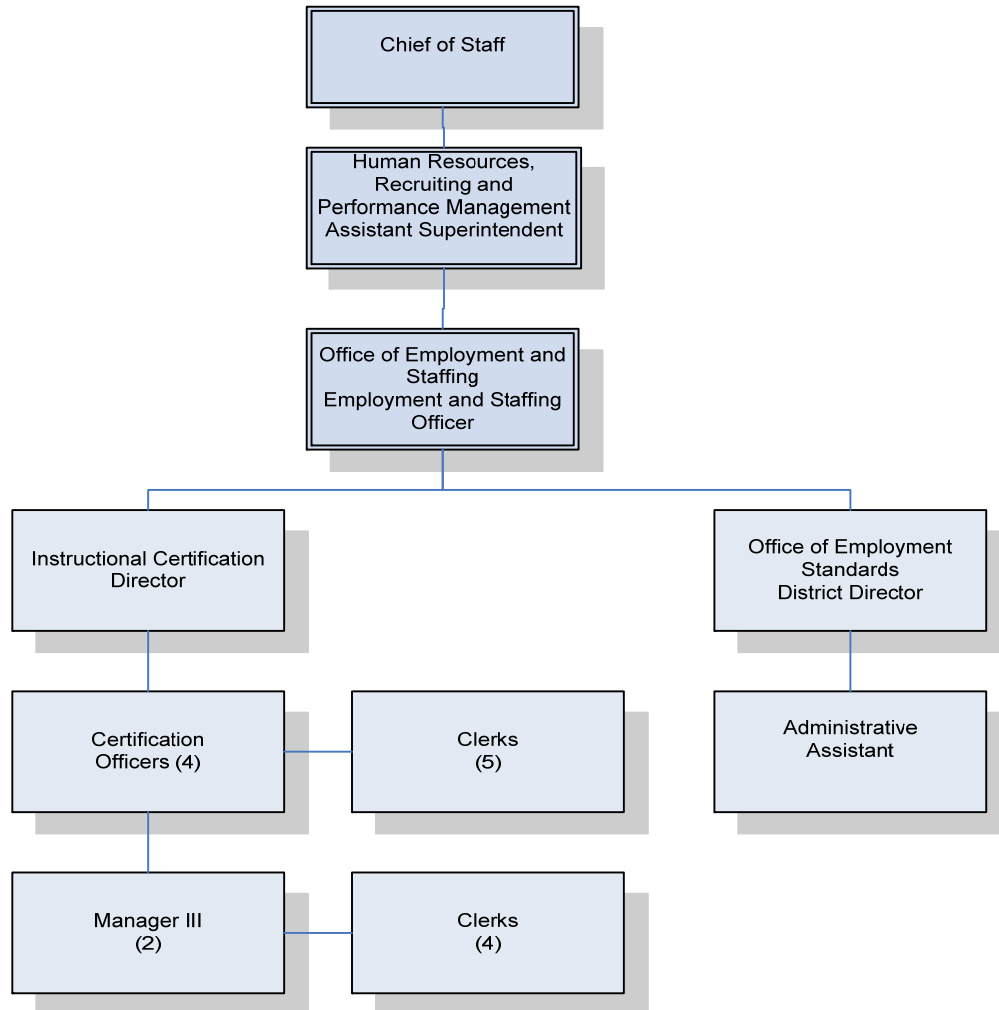 Chief of Staff
Human Resources,
Recruiting and
Performance Management
Assistant Superintendent
Office of Employment and
Staffing
Employment and Staffing
Officer
Instructional Certification
Director
Office of Employment
Standards
District Director
Certification
Officers (4)
Clerks
(5)
Administrative
Assistant
Manager III
(2)
Clerks
(4)